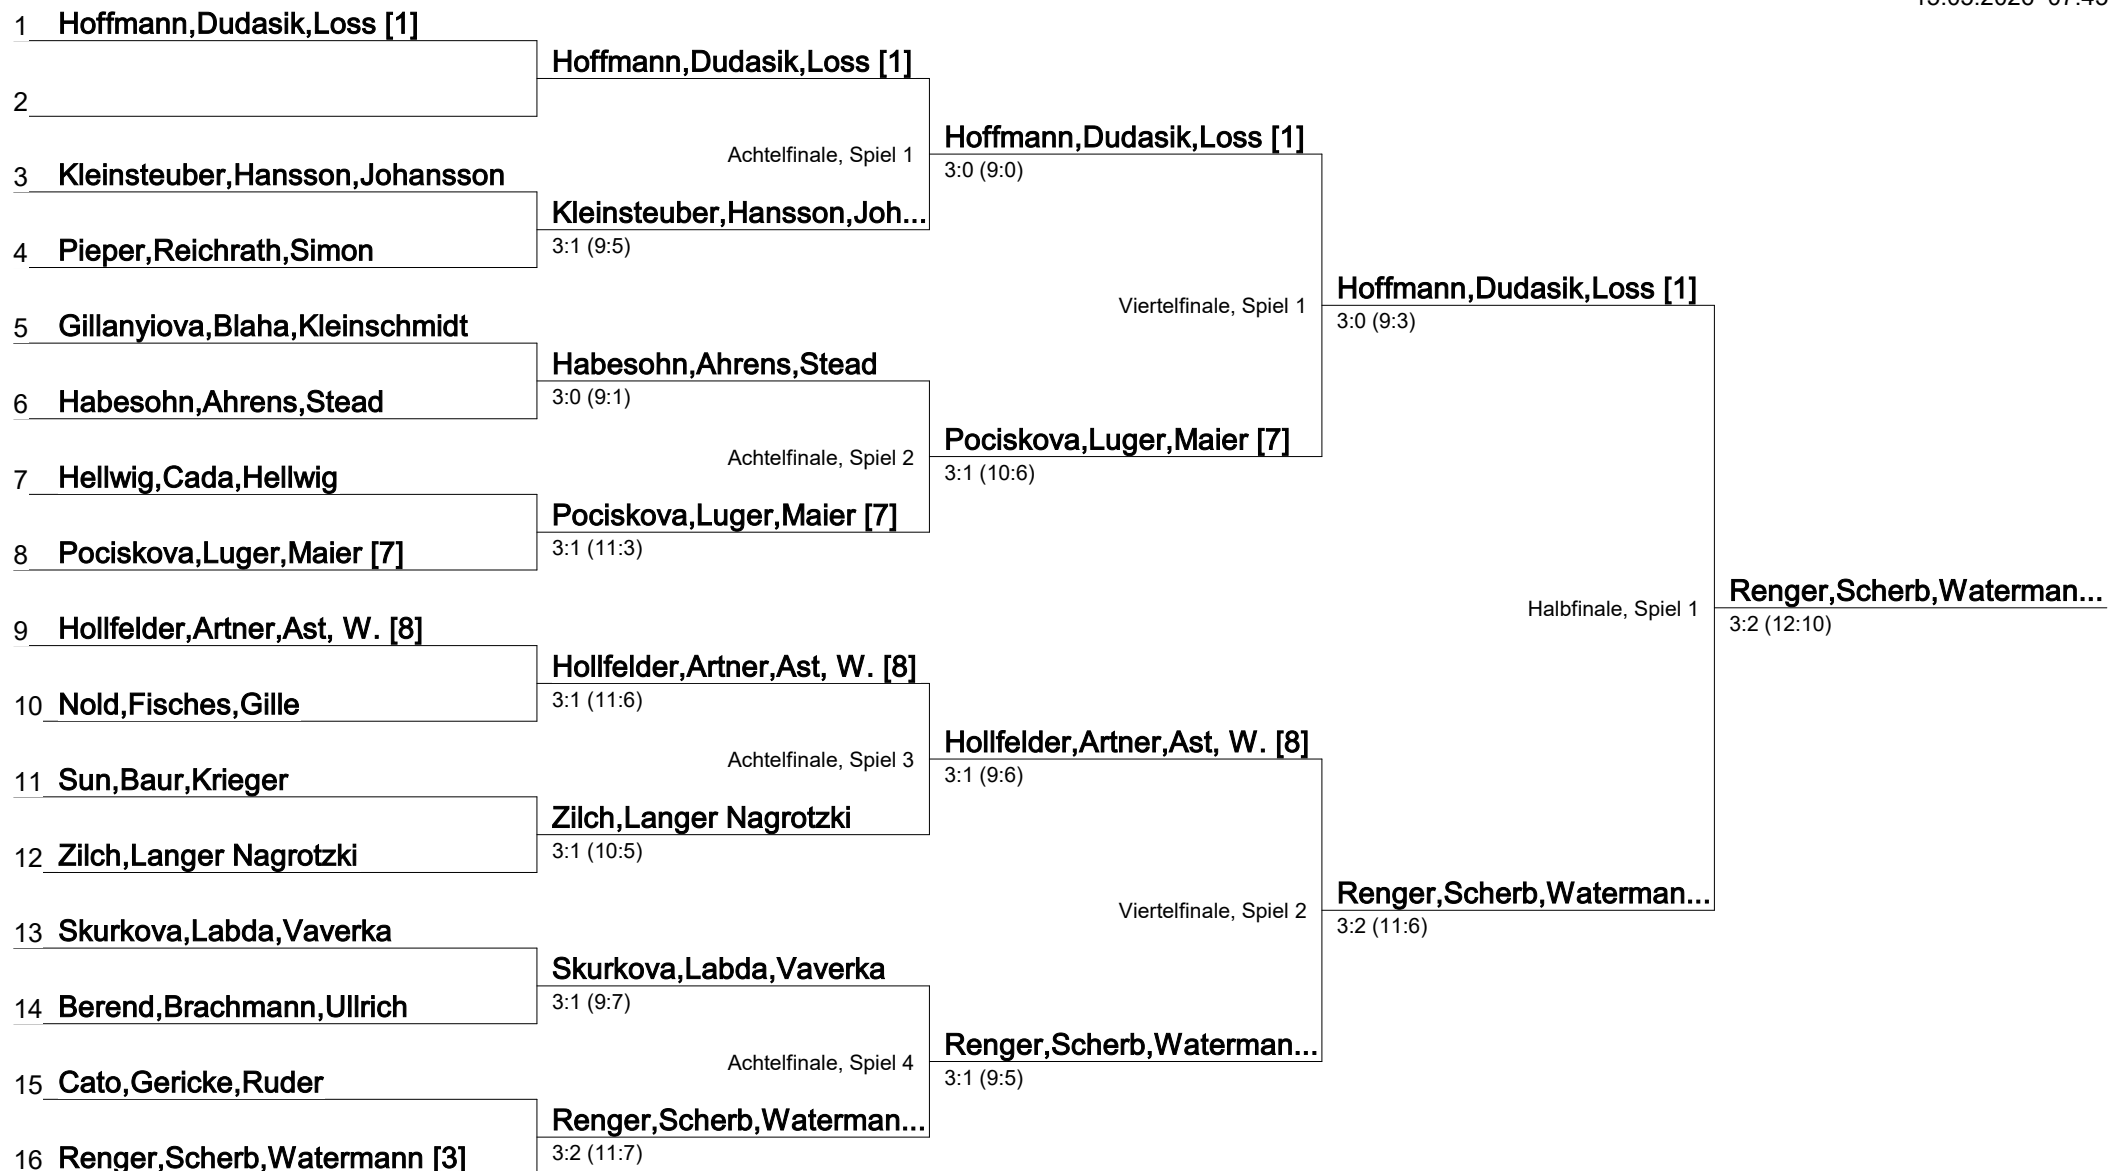 1 Hoffmann,Dudasik,Loss [1]
Hoffmann,Dudasik,Loss [1]
2
Hoffmann,Dudasik,Loss [1]
Achtelfinale, Spiel 1
3:0 (9:0)
3 Kleinsteuber,Hansson,Johansson
Kleinsteuber,Hansson,Joh...
3:1 (9:5)
4 Pieper,Reichrath,Simon
Hoffmann,Dudasik,Loss [1]
Viertelfinale, Spiel 1
3:0 (9:3)
5 Gillanyiova,Blaha,Kleinschmidt
Habesohn,Ahrens,Stead
3:0 (9:1)
6 Habesohn,Ahrens,Stead
Pociskova,Luger,Maier [7]
Achtelfinale, Spiel 2
3:1 (10:6)
7 Hellwig,Cada,Hellwig
Pociskova,Luger,Maier [7]
3:1 (11:3)
8 Pociskova,Luger,Maier [7]
Renger,Scherb,Waterman...
Halbfinale, Spiel 1
3:2 (12:10)
9 Hollfelder,Artner,Ast, W. [8]
Hollfelder,Artner,Ast, W. [8]
3:1 (11:6)
10 Nold,Fisches,Gille
Hollfelder,Artner,Ast, W. [8]
Achtelfinale, Spiel 3
3:1 (9:6)
11 Sun,Baur,Krieger
Zilch,Langer Nagrotzki
3:1 (10:5)
12 Zilch,Langer Nagrotzki
Renger,Scherb,Waterman...
Viertelfinale, Spiel 2
3:2 (11:6)
13 Skurkova,Labda,Vaverka
Skurkova,Labda,Vaverka
3:1 (9:7)
14 Berend,Brachmann,Ullrich
Renger,Scherb,Waterman...
Achtelfinale, Spiel 4
3:1 (9:5)
15 Cato,Gericke,Ruder
Renger,Scherb,Waterman...
3:2 (11:7)
16 Renger,Scherb,Watermann [3]